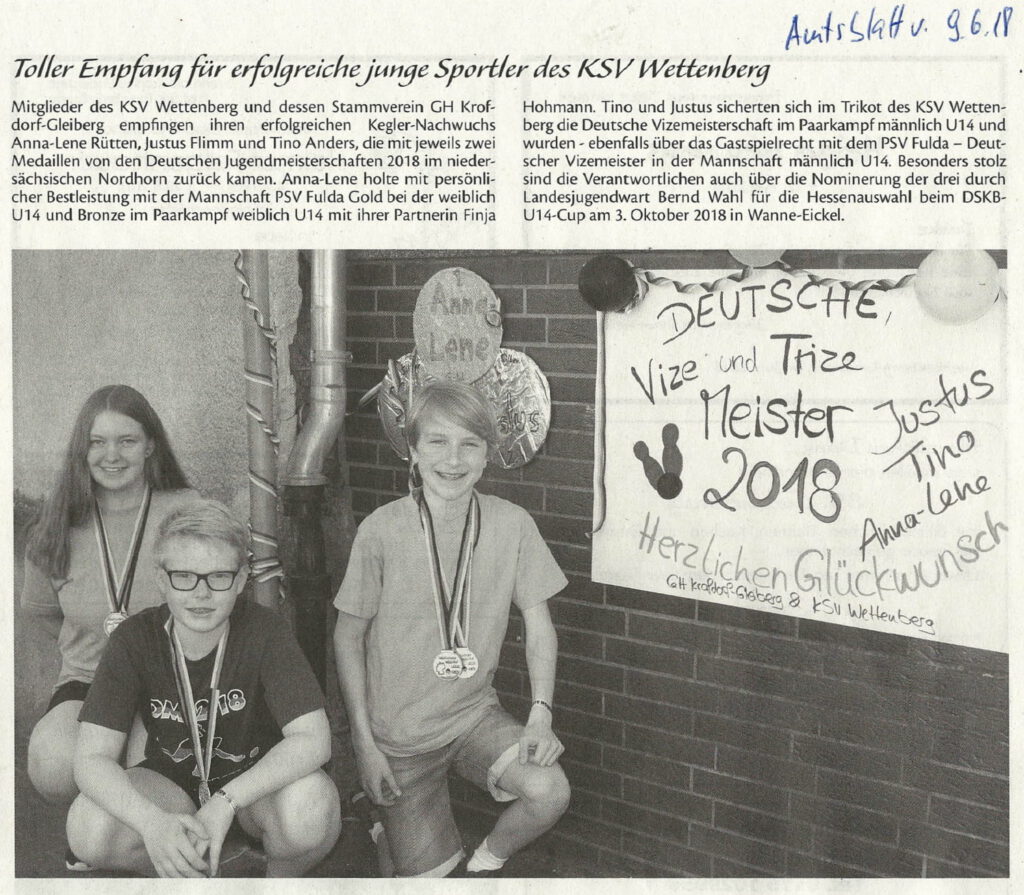 Amtsblatt v. 9.6.18
Toller Empfang für erfolgreiche junge Sportler des KSV Wettenberg
Mitglieder des KSV Wettenberg und dessen Stammverein GH Krof-
dorf-Gleiberg empfingen ihren erfolgreichen Kegler-Nachwuchs
Anna-Lene Rütten, Justus Flimm und Tino Anders, die mit jeweils zwei
Medaillen von den Deutschen Jugendmeisterschaften 2018 im nieder-
sächsischen Nordhorn zurück kamen. Anna-Lene holte mit persönli-
cher Bestleistung mit der Mannschaft PSV Fulda Gold bei der weiblich
U14 und Bronze im Paarkampf weiblich U14 mit ihrer Partnerin Finja
Hohmann. Tino und Justus sicherten sich im Trikot des KSV Wetten-
berg die Deutsche Vizemeisterschaft im Paarkampf männlich U14 und
wurden - ebenfalls über das Gastspielrecht mit dem PSV Fulda – Deut-
scher Vizemeister in der Mannschaft männlich U14. Besonders stolz
sind die Verantwortlichen auch über die Nominerung der drei durch
Landesjugendwart Bernd Wahl für die Hessenauswahl beim DSKB-
U14-Cup am 3. Oktober 2018 in Wanne-Eickel.
1
Anna
Lene
DEUTSCHE,
Vize und Trize
Meister
2018
Justus
Tino
Anna-Lene
Herzlichen Glückwunsch
GH Krofdorf-Gleiberg & KSV Wettenberg
DM 2018